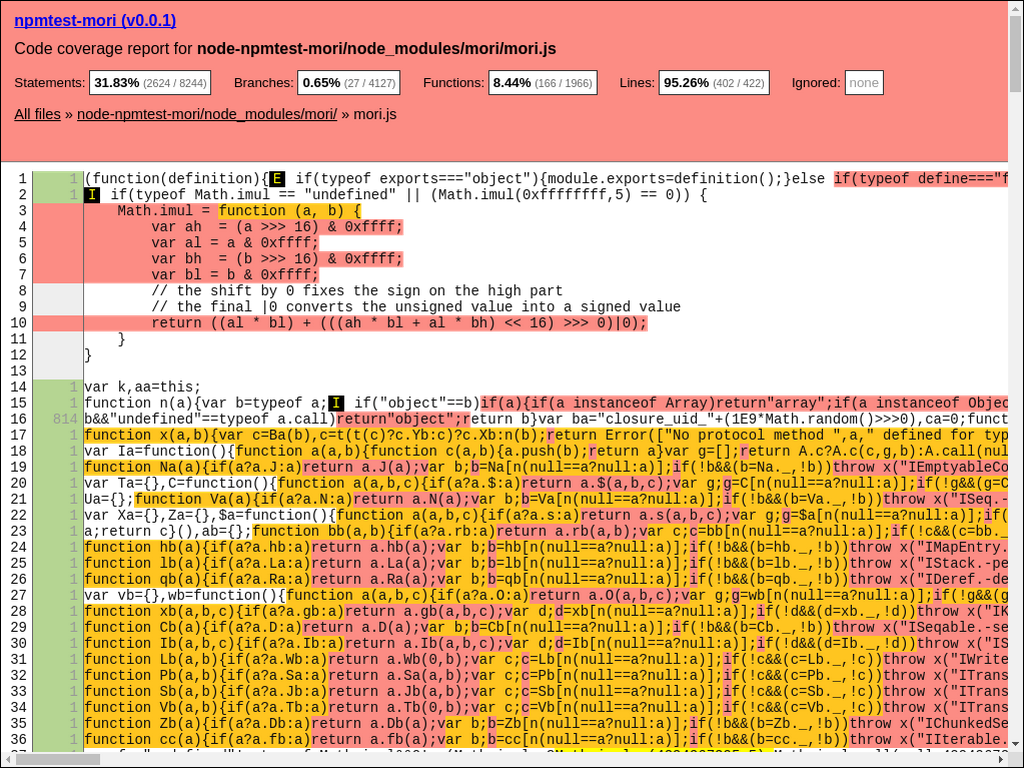 npmtest-mori (v0.0.1)
Code coverage report for node-npmtest-mori/node_modules/mori/mori.js
Statements: 31.83% (2624 / 8244) Branches: 0.65% (27 / 4127) Functions: 8.44% (166 / 1966) Lines: 95.26% (402 / 422) Ignored: none
All files » node-npmtest-mori/node_modules/mori/ » mori.js
1 1 (function(definition){E if(typeof exports==="object"){module.exports=definition();}else if(typeof define==="f
2 1 I if(typeof Math.imul == "undefined" || (Math.imul(0xffffffff,5) == 0)) {
3 Math.imul = function (a, b) {
4 var ah  = (a >>> 16) & 0xffff;
5 var al = a & 0xffff;
6 var bh  = (b >>> 16) & 0xffff;
7 var bl = b & 0xffff;
8 // the shift by 0 fixes the sign on the high part
9 // the final |0 converts the unsigned value into a signed value
10 return ((al * bl) + (((ah * bl + al * bh) << 16) >>> 0)|0);
11 }
12 }
13
14 1 var k,aa=this;
15 1 function n(a){var b=typeof a;I if("object"==b)if(a){if(a instanceof Array)return"array";if(a instanceof Objec
16 814 b&&"undefined"==typeof a.call)return"object";return b}var ba="closure_uid_"+(1E9*Math.random()>>>0),ca=0;funct
17 1 function x(a,b){var c=Ba(b),c=t(t(c)?c.Yb:c)?c.Xb:n(b);return Error(["No protocol method ",a," defined for typ
18 1 var Ia=function(){function a(a,b){function c(a,b){a.push(b);return a}var g=[];return A.c?A.c(c,g,b):A.call(nul
19 1 function Na(a){if(a?a.J:a)return a.J(a);var b;b=Na[n(null==a?null:a)];if(!b&&(b=Na._,!b))throw x("IEmptyableCo
20 1 var Ta={},C=function(){function a(a,b,c){if(a?a.$:a)return a.$(a,b,c);var g;g=C[n(null==a?null:a)];if(!g&&(g=C
21 1 Ua={};function Va(a){if(a?a.N:a)return a.N(a);var b;b=Va[n(null==a?null:a)];if(!b&&(b=Va._,!b))throw x("ISeq.-
22 1 var Xa={},Za={},$a=function(){function a(a,b,c){if(a?a.s:a)return a.s(a,b,c);var g;g=$a[n(null==a?null:a)];if(
23 1 a;return c}(),ab={};function bb(a,b){if(a?a.rb:a)return a.rb(a,b);var c;c=bb[n(null==a?null:a)];if(!c&&(c=bb._
24 1 function hb(a){if(a?a.hb:a)return a.hb(a);var b;b=hb[n(null==a?null:a)];if(!b&&(b=hb._,!b))throw x("IMapEntry.
25 1 function lb(a){if(a?a.La:a)return a.La(a);var b;b=lb[n(null==a?null:a)];if(!b&&(b=lb._,!b))throw x("IStack.-pe
26 1 function qb(a){if(a?a.Ra:a)return a.Ra(a);var b;b=qb[n(null==a?null:a)];if(!b&&(b=qb._,!b))throw x("IDeref.-de
27 1 var vb={},wb=function(){function a(a,b,c){if(a?a.O:a)return a.O(a,b,c);var g;g=wb[n(null==a?null:a)];if(!g&&(g
28 1 function xb(a,b,c){if(a?a.gb:a)return a.gb(a,b,c);var d;d=xb[n(null==a?null:a)];if(!d&&(d=xb._,!d))throw x("IK
29 1 function Cb(a){if(a?a.D:a)return a.D(a);var b;b=Cb[n(null==a?null:a)];if(!b&&(b=Cb._,!b))throw x("ISeqable.-se
30 1 function Ib(a,b,c){if(a?a.Ib:a)return a.Ib(a,b,c);var d;d=Ib[n(null==a?null:a)];if(!d&&(d=Ib._,!d))throw x("IS
31 1 function Lb(a,b){if(a?a.Wb:a)return a.Wb(0,b);var c;c=Lb[n(null==a?null:a)];if(!c&&(c=Lb._,!c))throw x("IWrite
32 1 function Pb(a,b){if(a?a.Sa:a)return a.Sa(a,b);var c;c=Pb[n(null==a?null:a)];if(!c&&(c=Pb._,!c))throw x("ITrans
33 1 function Sb(a,b){if(a?a.Jb:a)return a.Jb(a,b);var c;c=Sb[n(null==a?null:a)];if(!c&&(c=Sb._,!c))throw x("ITrans
34 1 function Vb(a,b){if(a?a.Tb:a)return a.Tb(0,b);var c;c=Vb[n(null==a?null:a)];if(!c&&(c=Vb._,!c))throw x("ITrans
35 1 function Zb(a){if(a?a.Db:a)return a.Db(a);var b;b=Zb[n(null==a?null:a)];if(!b&&(b=Zb._,!b))throw x("IChunkedSe
36 1 function cc(a){if(a?a.fb:a)return a.fb(a);var b;b=cc[n(null==a?null:a)];if(!b&&(b=cc._,!b))throw x("IIterable.